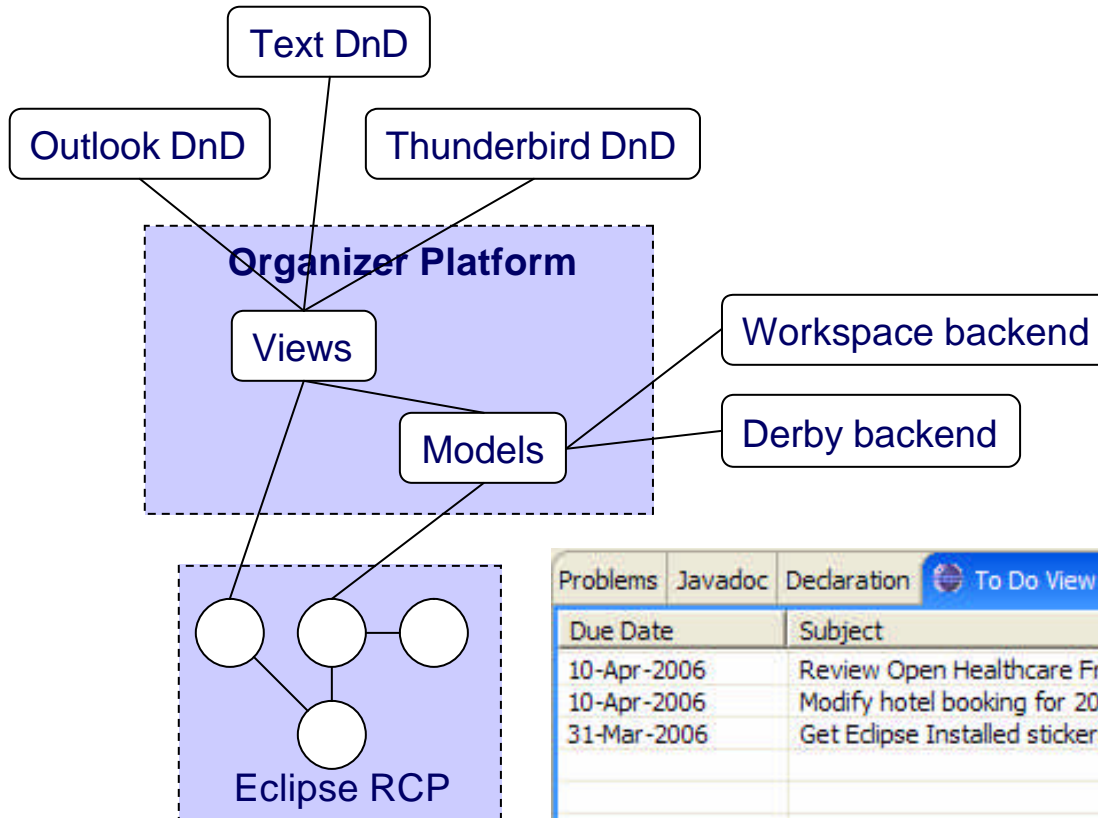 Text DnD
Outlook DnD
Thunderbird DnD
Organizer Platform
Views
Workspace backend
Models
Derby backend
Eclipse RCP
Problems Javadoc Declaration To Do View
Due Date Subject
10-Apr-2006 Review Open Healthcare
10-Apr-2006 Modify hotel booking for
31-Mar-2006 Get Eclipse Installed sticker